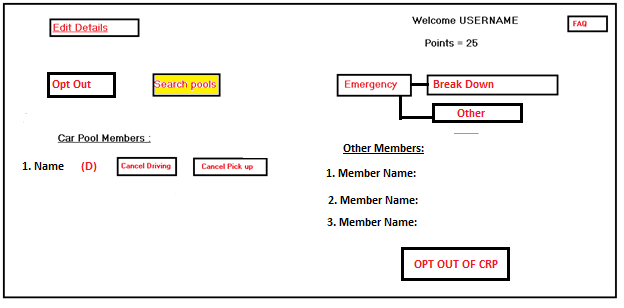 Welcome USERNAME
FAQ
Edit Details
Points = 25
Opt Out
Search pools
Emergency
Break Down
Other
Car Pool Members :
Other Members:
1. Name (D) Cancel Driving Cancel Pick up
1. Member Name:
2. Member Name:
3. Member Name:
OPT OUT OF CRP